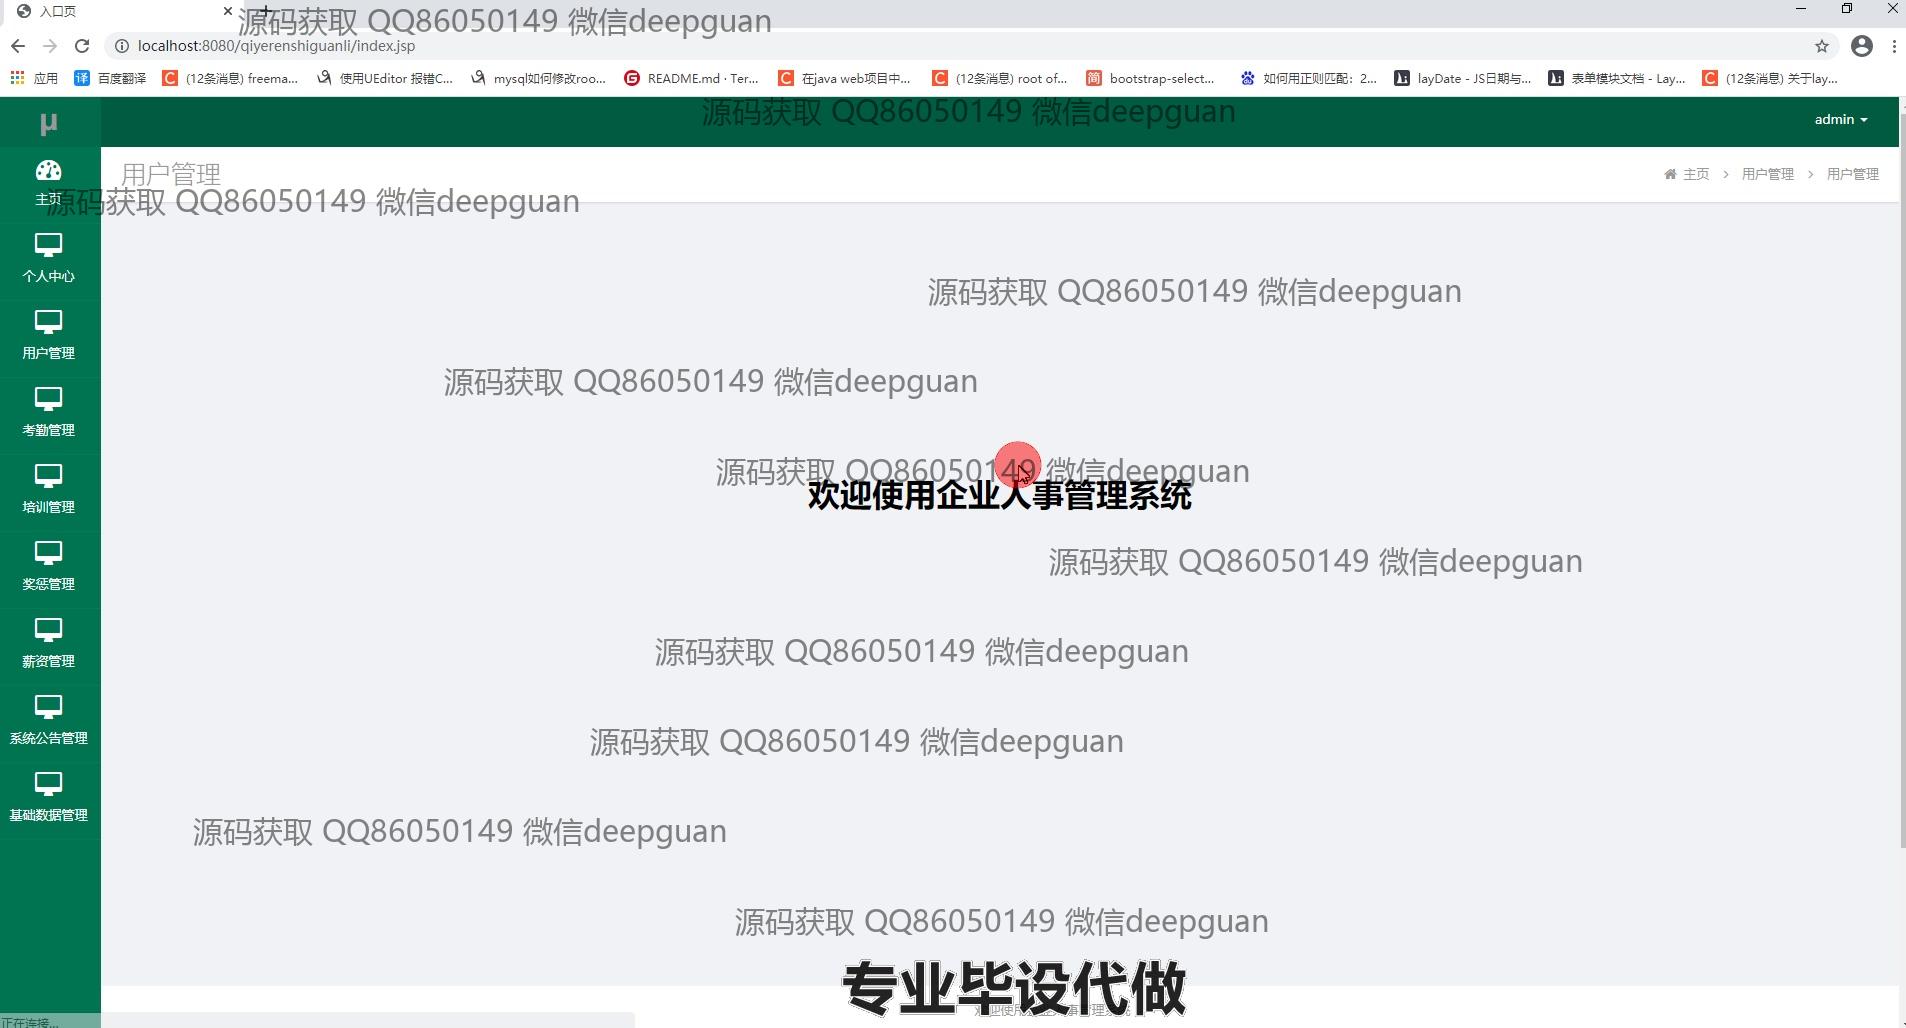 入口页
源码获取 QQ86050149 微信deepguan
localhost:8080/qiyerenshiguanli/index.jsp
应用
百度翻译
(12条消息) freema...
使用UEditor 报错C...
mysql如何修改roo...
README.md · Ter...
在java web项目中...
(12条消息) root of...
bootstrap-select...
如何用正则匹配：2...
layDate - JS日期与...
表单模块文档 - Lay...
(12条消息) 关于lay...
μ
源码获取 QQ86050149 微信deepguan
admin
用户管理
主页 > 用户管理 > 用户管理
主页
源码获取 QQ86050149 微信deepguan
个人中心
源码获取 QQ86050149 微信deepguan
用户管理
源码获取 QQ86050149 微信deepguan
考勤管理
源码获取 QQ86050149 微信deepguan
欢迎使用企业人事管理系统
培训管理
源码获取 QQ86050149 微信deepguan
奖惩管理
源码获取 QQ86050149 微信deepguan
薪资管理
源码获取 QQ86050149 微信deepguan
系统公告管理
基础数据管理
源码获取 QQ86050149 微信deepguan
源码获取 QQ86050149 微信deepguan
专业毕设代做
正在连接...